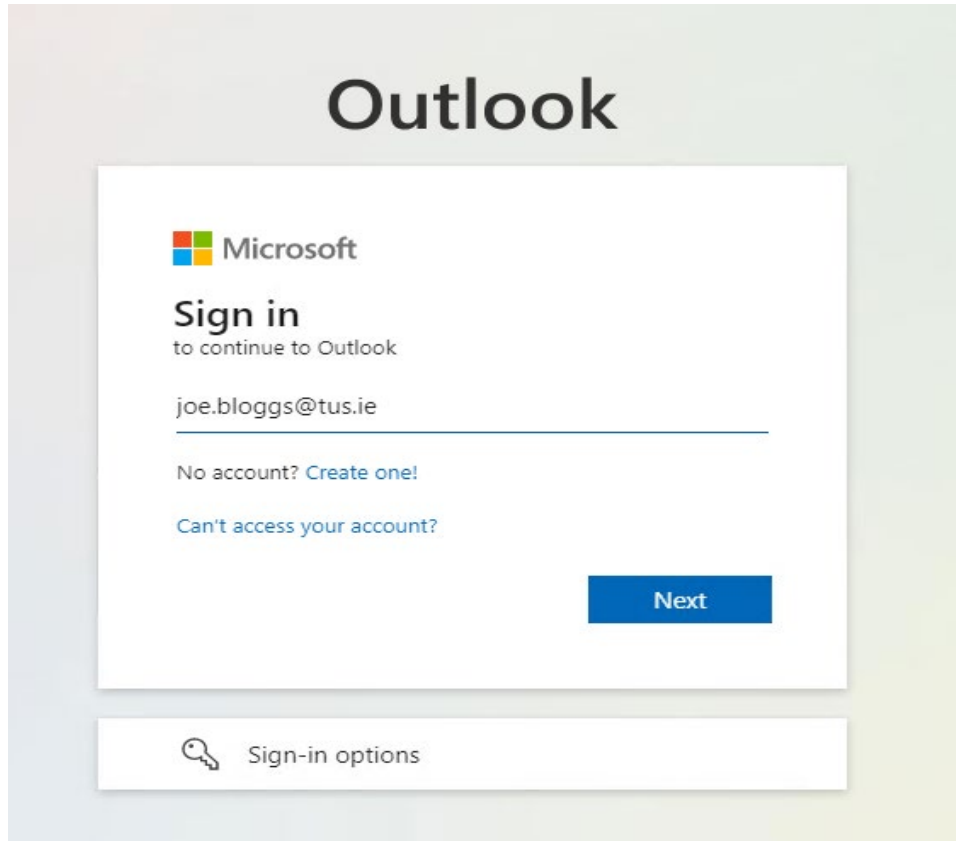 Outlook
Microsoft
Sign in
to continue to Outlook
joe.bloggs@tus.ie
No account? Create one!
Can't access your account?
Next
Sign-in options